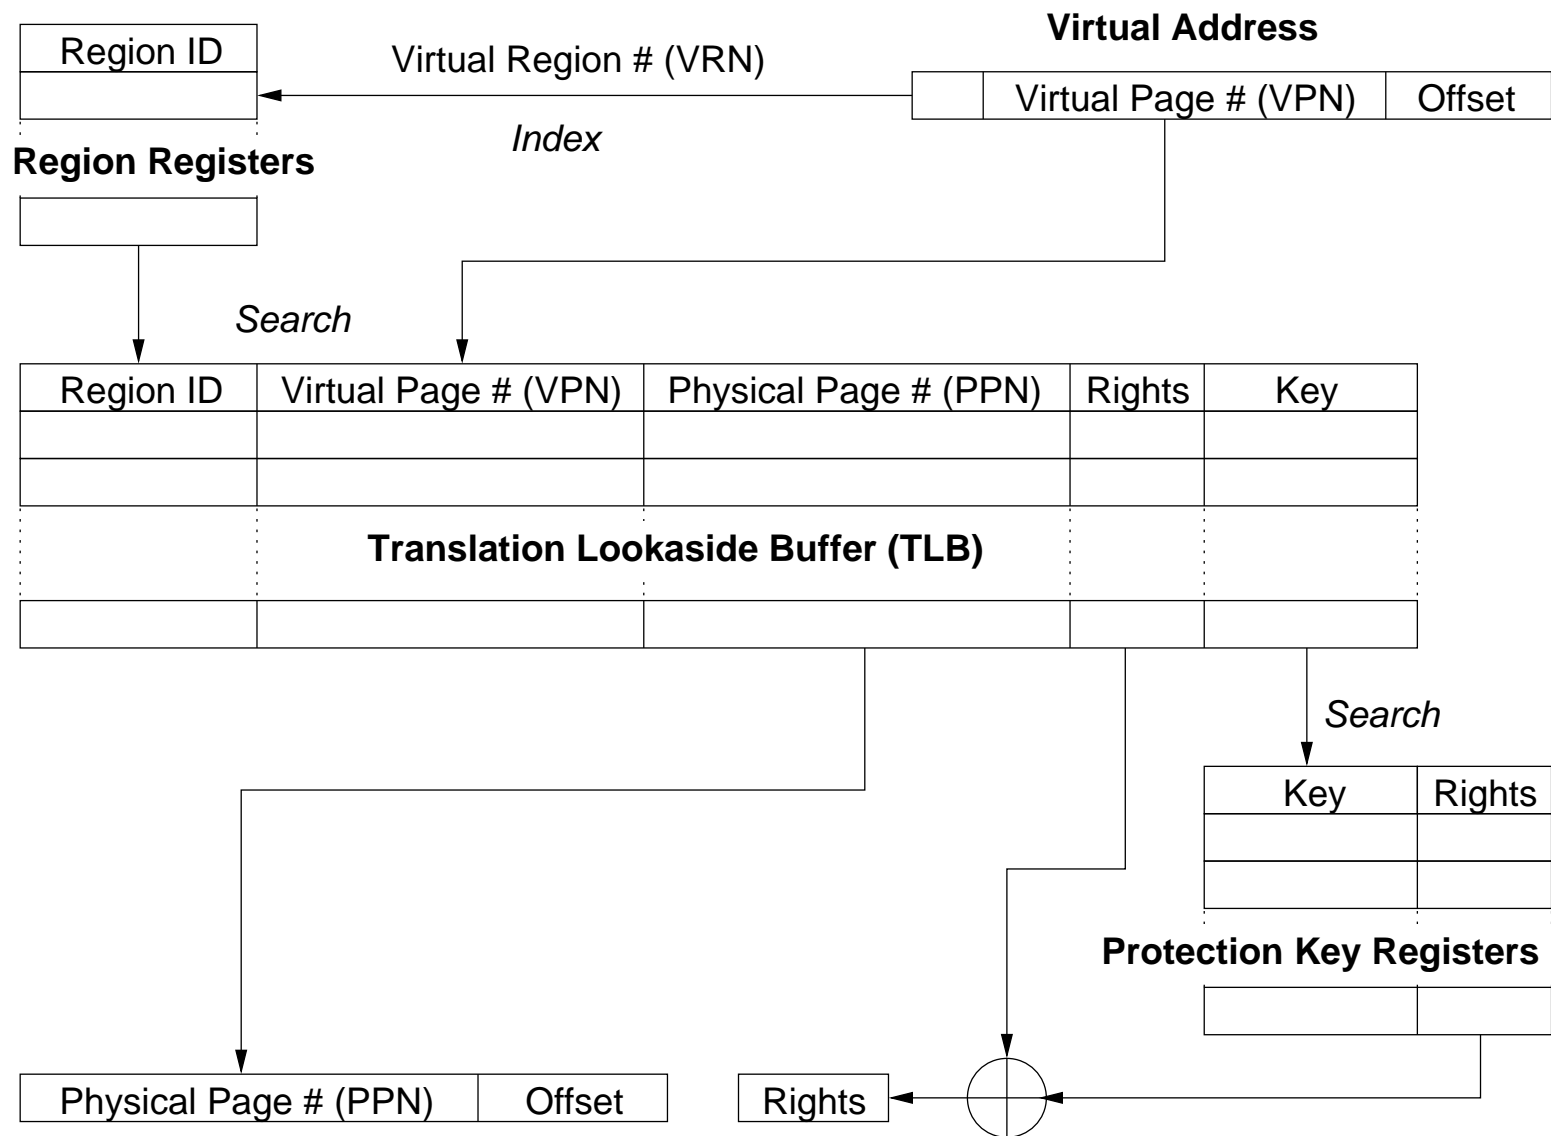 Virtual Address
Region ID
Virtual Region # (VRN)
Virtual Page # (VPN)
Offset
Index
Region Registers
Search
Region ID
Virtual Page # (VPN)
Physical Page # (PPN)
Rights
Key
Translation Lookaside Buffer (TLB)
Search
Key
Rights
Protection Key Registers
Physical Page # (PPN)
Offset
Rights